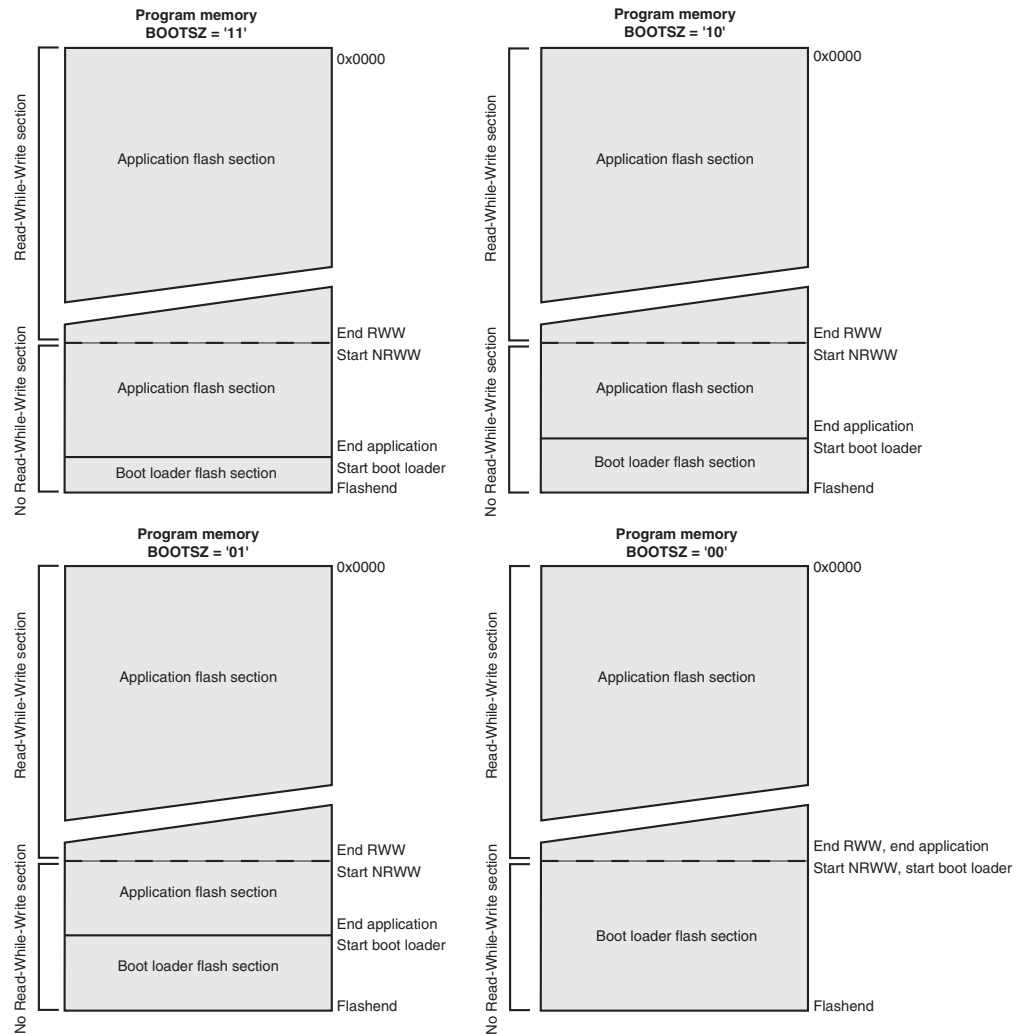 Program memory
BOOTSZ = '11'
0x0000
Read-While-Write section
Application flash section
End RWW
Start NRWW
No Read-While-Write section
Application flash section
End application
Start boot loader
Boot loader flash section
Flashend
Program memory
BOOTSZ = '10'
0x0000
Read-While-Write section
Application flash section
End RWW
Start NRWW
No Read-While-Write section
Application flash section
End application
Start boot loader
Boot loader flash section
Flashend
Program memory
BOOTSZ = '01'
0x0000
Read-While-Write section
Application flash section
End RWW
Start NRWW
No Read-While-Write section
Application flash section
End application
Start boot loader
Boot loader flash section
Flashend
Program memory
BOOTSZ = '00'
0x0000
Read-While-Write section
Application flash section
End RWW, end application
Start NRWW, start boot loader
No Read-While-Write section
Boot loader flash section
Flashend